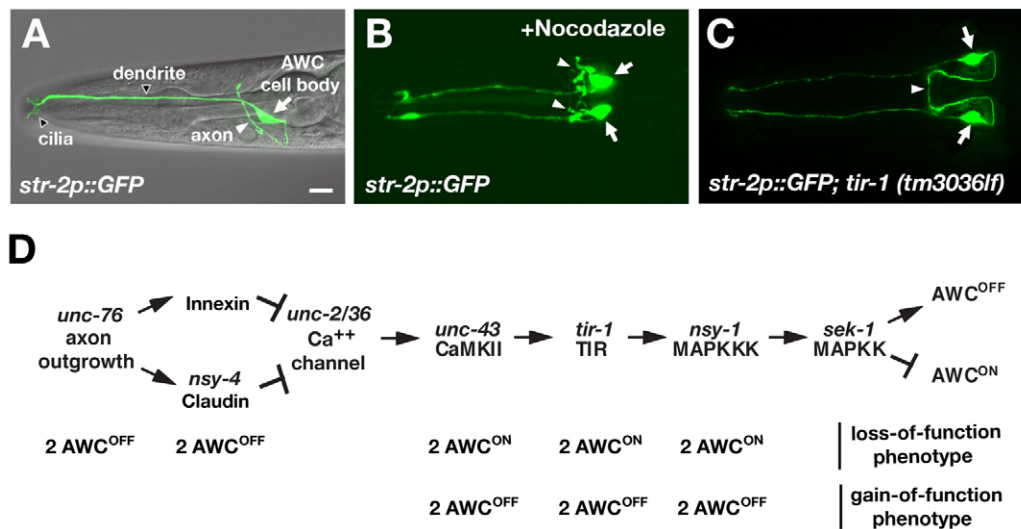 A
dendrite
AWC
cell body
cilia
axon
str-2p::GFP
B
+Nocodazole
str-2p::GFP
C
str-2p::GFP; tir-1 (tm3036lf)
D
unc-76
axon
outgrowth
Innexin
nsy-4
Claudin
unc-2/36
Ca++
channel
unc-43
CaMKII
tir-1
TIR
nsy-1
MAPKKK
sek-1
MAPKK
AWCOFF
AWCON
2 AWCOFF 2 AWCOFF 2 AWCON 2 AWCON 2 AWCON
loss-of-function
phenotype
2 AWCOFF 2 AWCOFF 2 AWCOFF
gain-of-function
phenotype